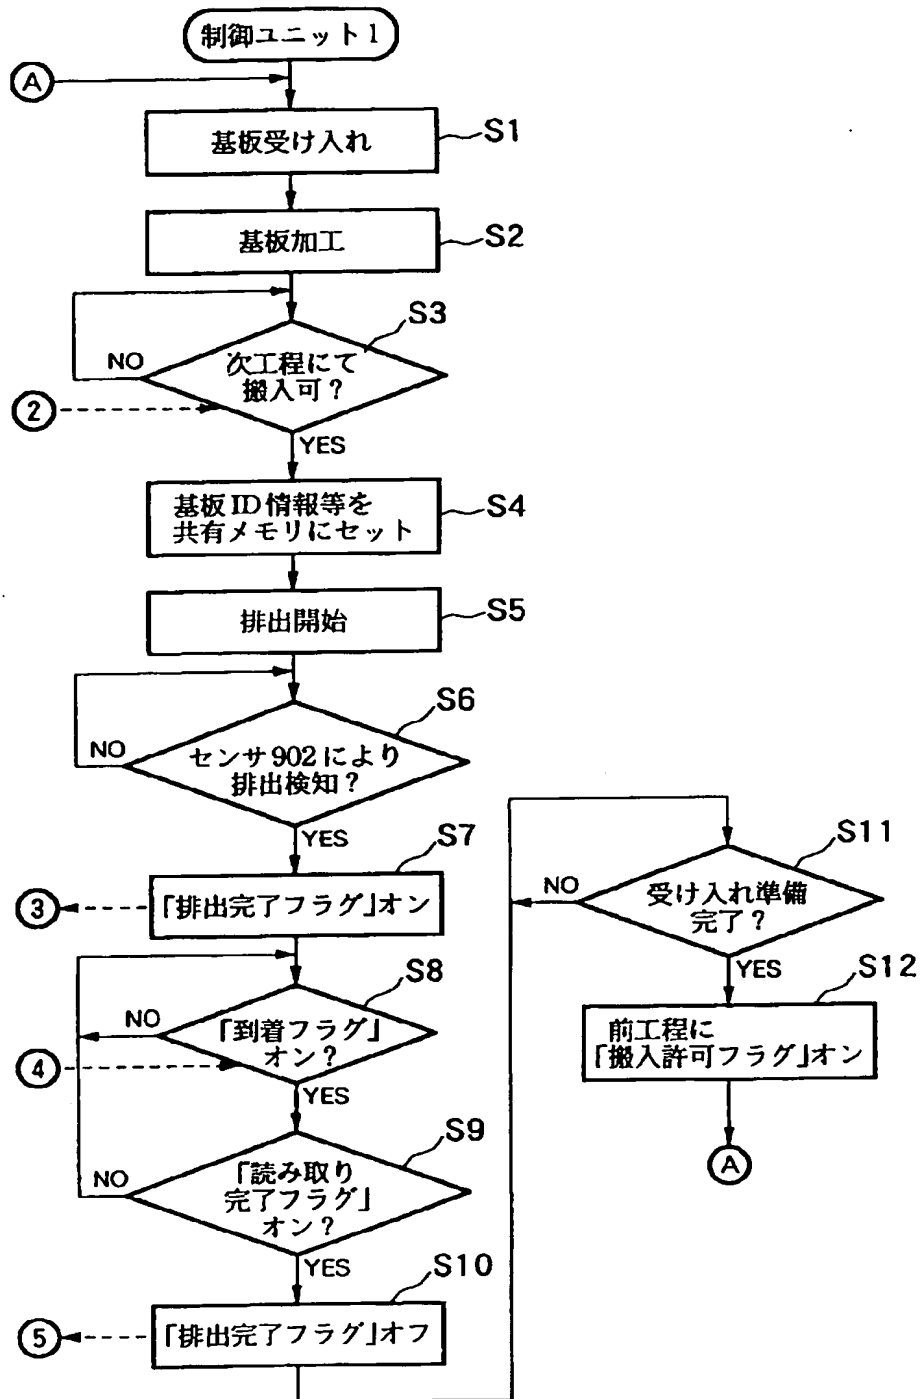 制御ユニット1
A
基板受け入れ
S1
基板加工
S2
S3
次工程にて
搬入可？
NO
2
YES
基板ID情報等を
共有メモリにセット
S4
排出開始
S5
S6
センサ902により
排出検知？
NO
YES
S7
「排出完了フラグ」オン
3
S8
「到着フラグ」
オン？
NO
4
YES
S9
「読み取り
完了フラグ」
オン？
NO
YES
S10
「排出完了フラグ」オフ
5
S11
受け入れ準備
完了？
NO
YES
S12
前工程に
「搬入許可フラグ」オン
A